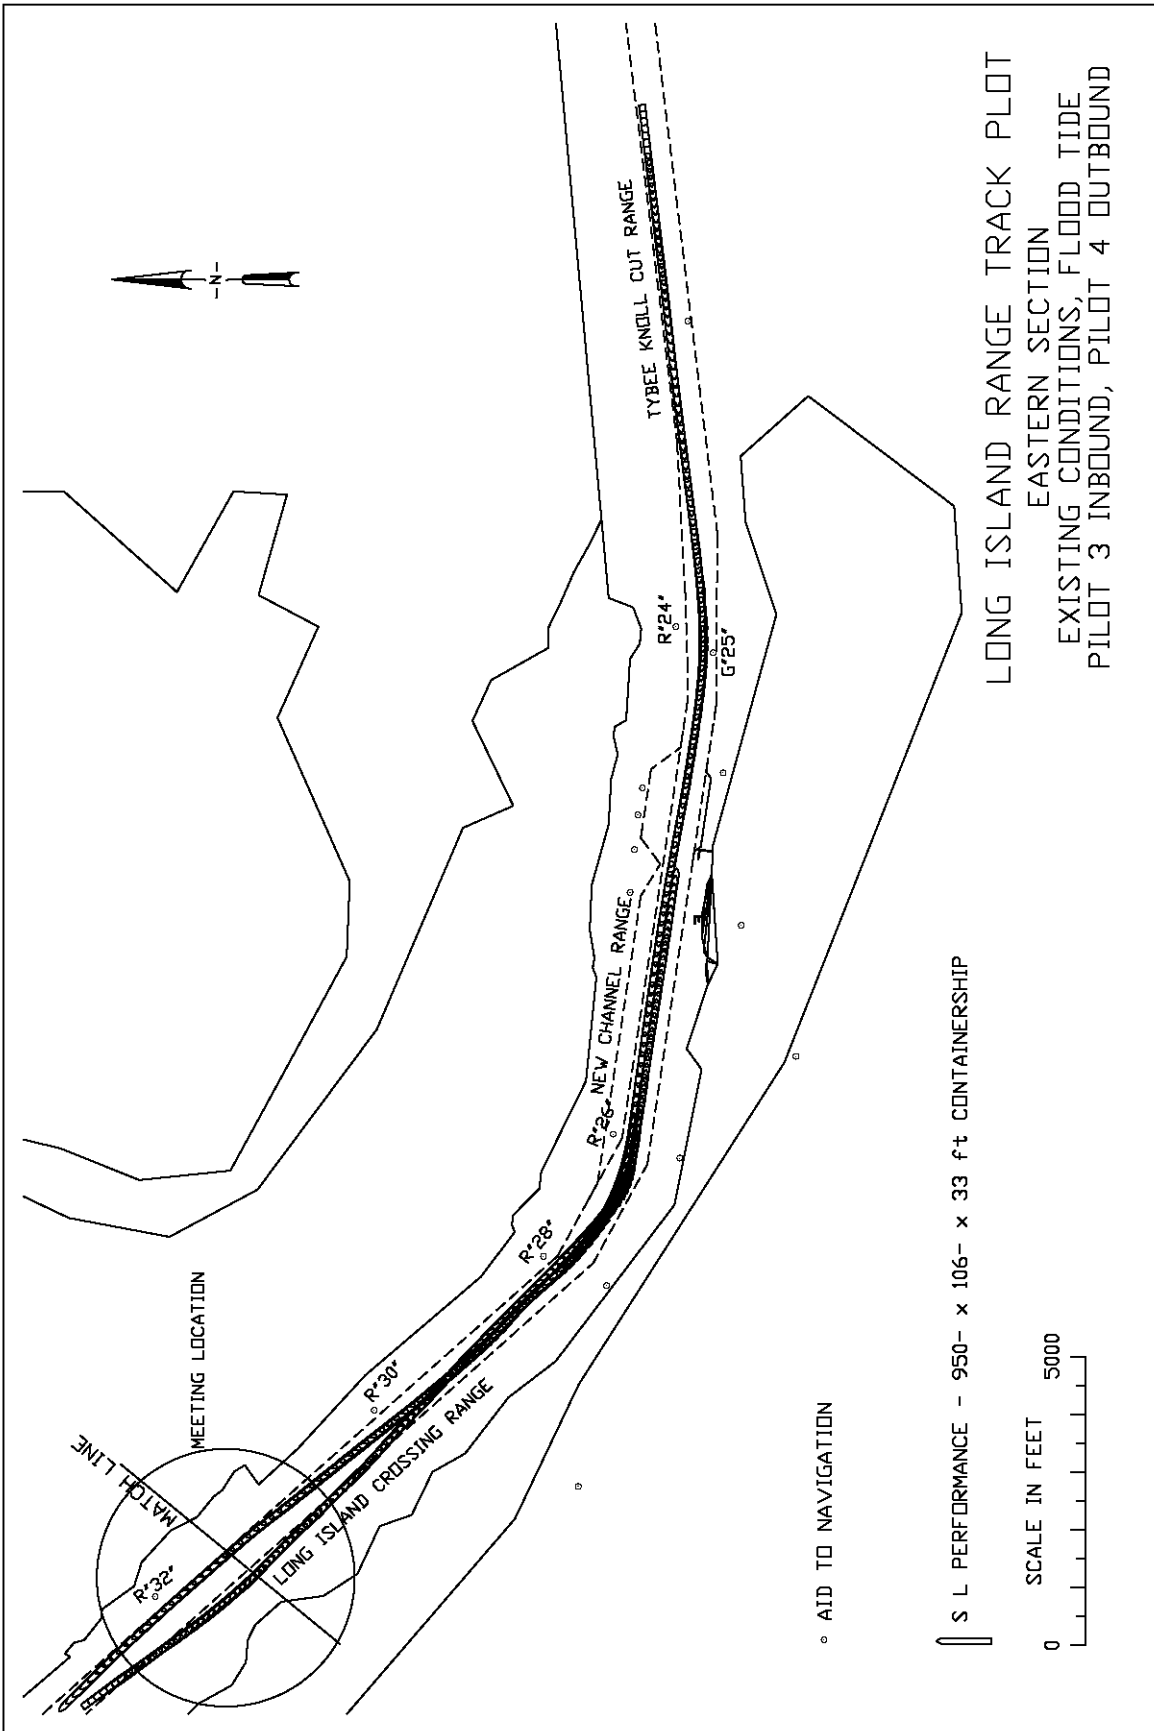 LONG ISLAND RANGE TRACK PLOT
EASTERN SECTION
EXISTING CONDITIONS, FLOOD TIDE
PILOT 3 INBOUND, PILOT 4 OUTBOUND
-N-
TYBEE KNOLL CUT RANGE
R"24"
G"25"
NEW CHANNEL RANGE
R"26"
R"28"
R"30"
MEETING LOCATION
MATCH LINE
LONG ISLAND CROSSING RANGE
R"32"
AID TO NAVIGATION
S L PERFORMANCE - 950- x 106- x 33 ft CONTAINERSHIP
SCALE IN FEET
0 5000